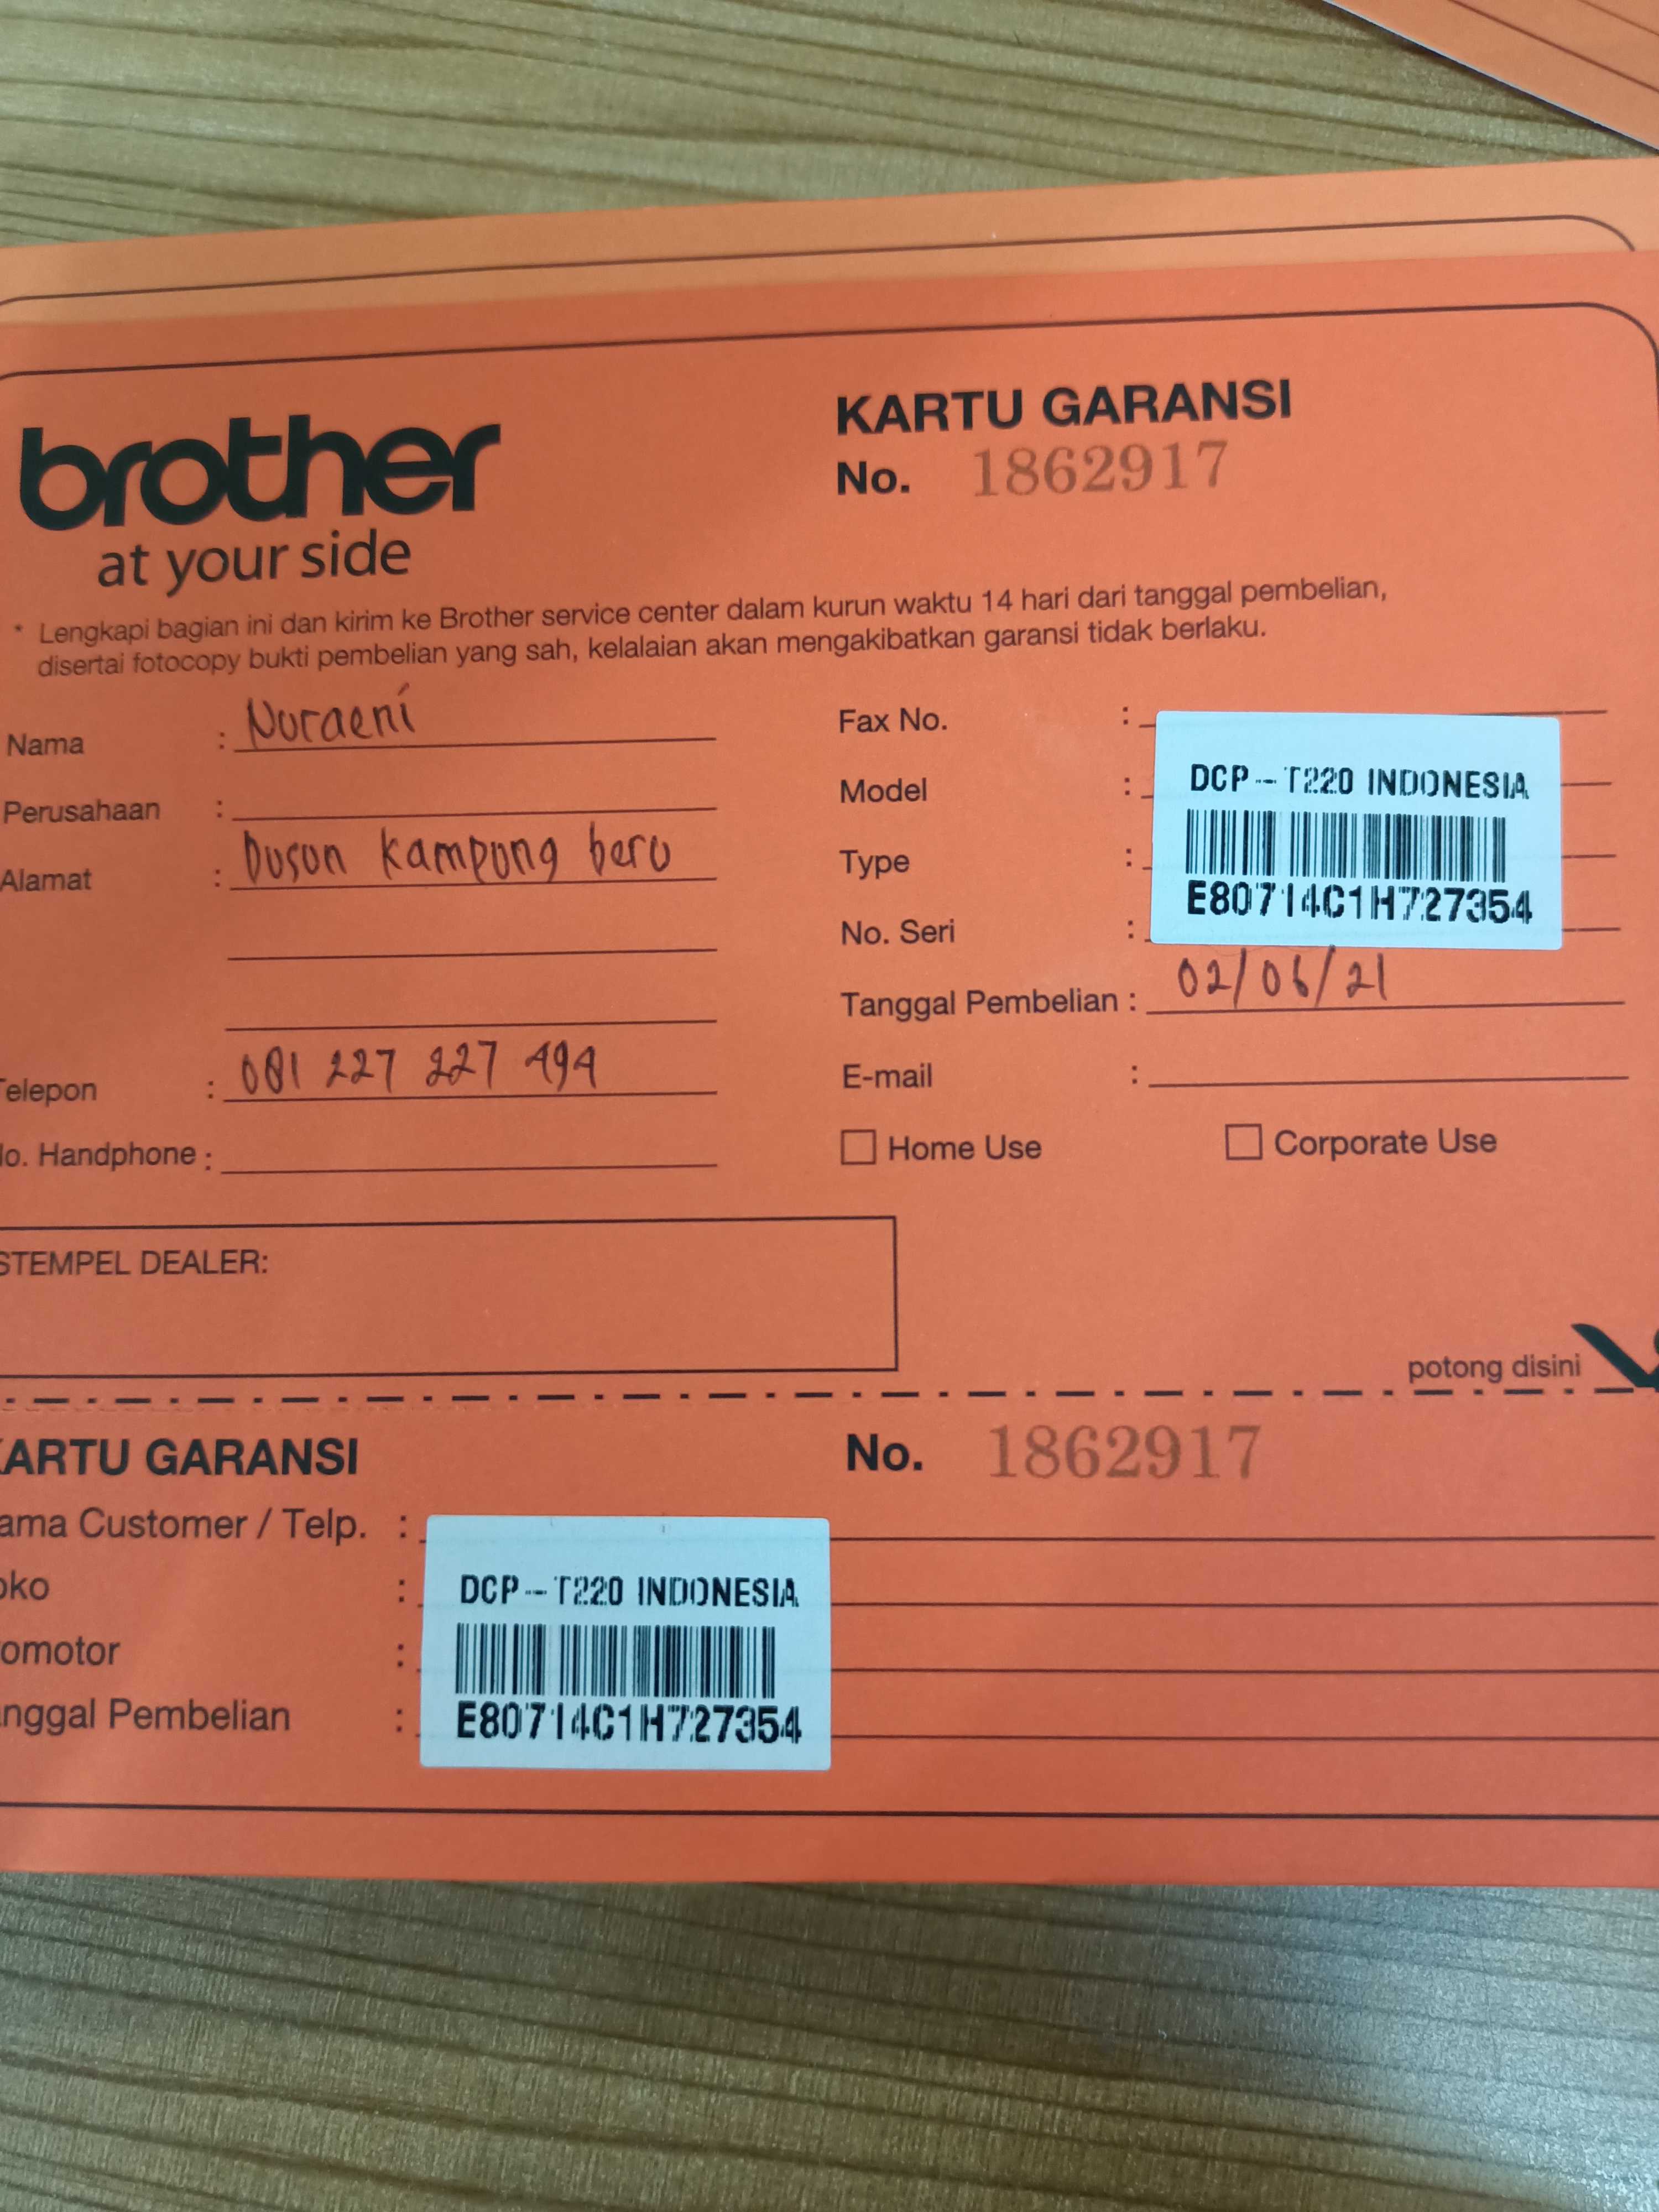 brother
at your side
KARTU GARANSI
No. 1862917
* Lengkapi bagian ini dan kirim ke Brother service center dalam kurun waktu 14 hari dari tanggal pembelian,
disertai fotocopy bukti pembelian yang sah, kelalaian akan mengakibatkan garansi tidak berlaku.
Nama : Nuraeni
Perusahaan :
Alamat : Dusun kampung baru
Telepon : 081 227 227 494
No. Handphone :
Fax No. :
Model :
Type :
No. Seri :
DCP-T220 INDONESIA
E80714C1H727354
Tanggal Pembelian : 02/06/21
E-mail :
Home Use
Corporate Use
STEMPEL DEALER:
potong disini
KARTU GARANSI
No. 1862917
Nama Customer / Telp. :
Toko :
Promotor :
Tanggal Pembelian :
DCP-T220 INDONESIA
E80714C1H727354